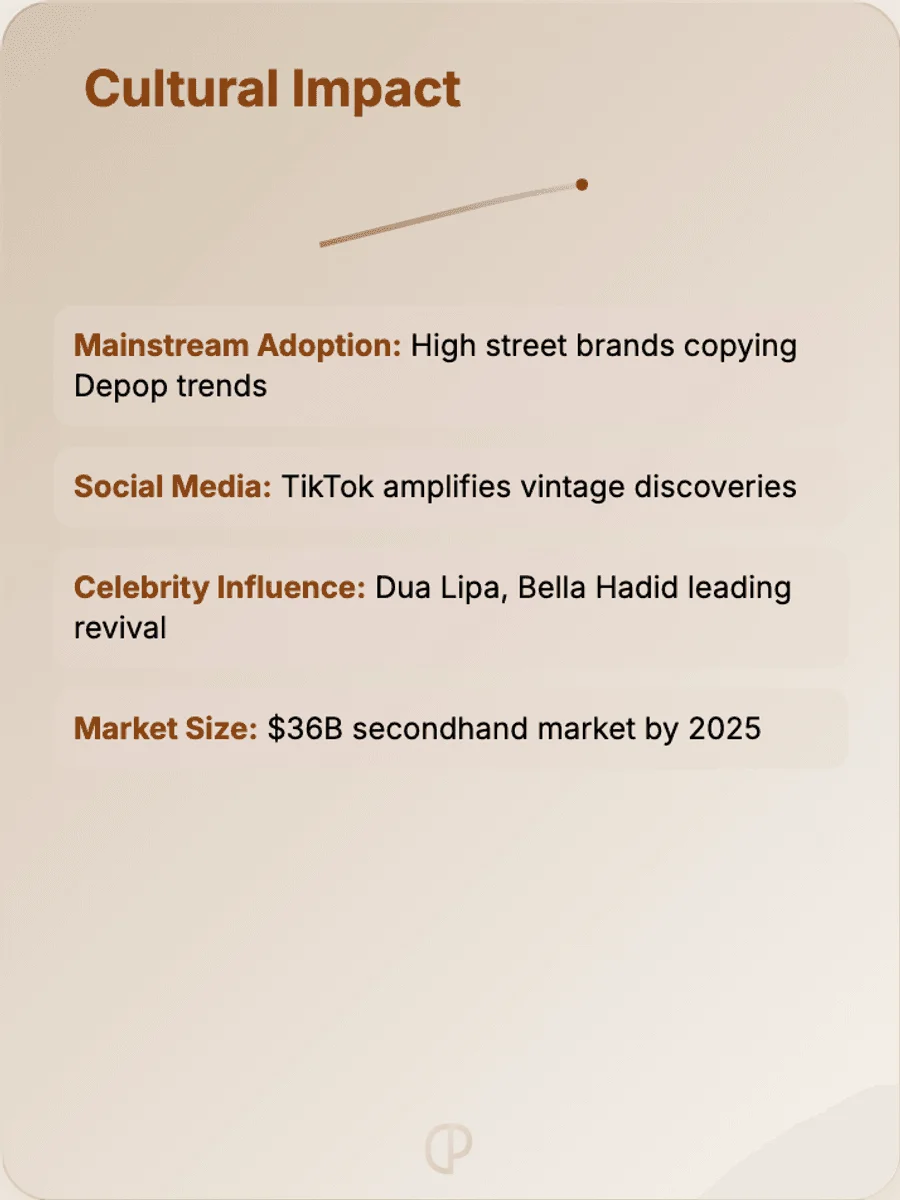 Cultural Impact
Mainstream Adoption: High street brands copying
Depop trends
Social Media: TikTok amplifies vintage discoveries
Celebrity Influence: Dua Lipa, Bella Hadid leading
revival
Market Size: $36B secondhand market by 2025